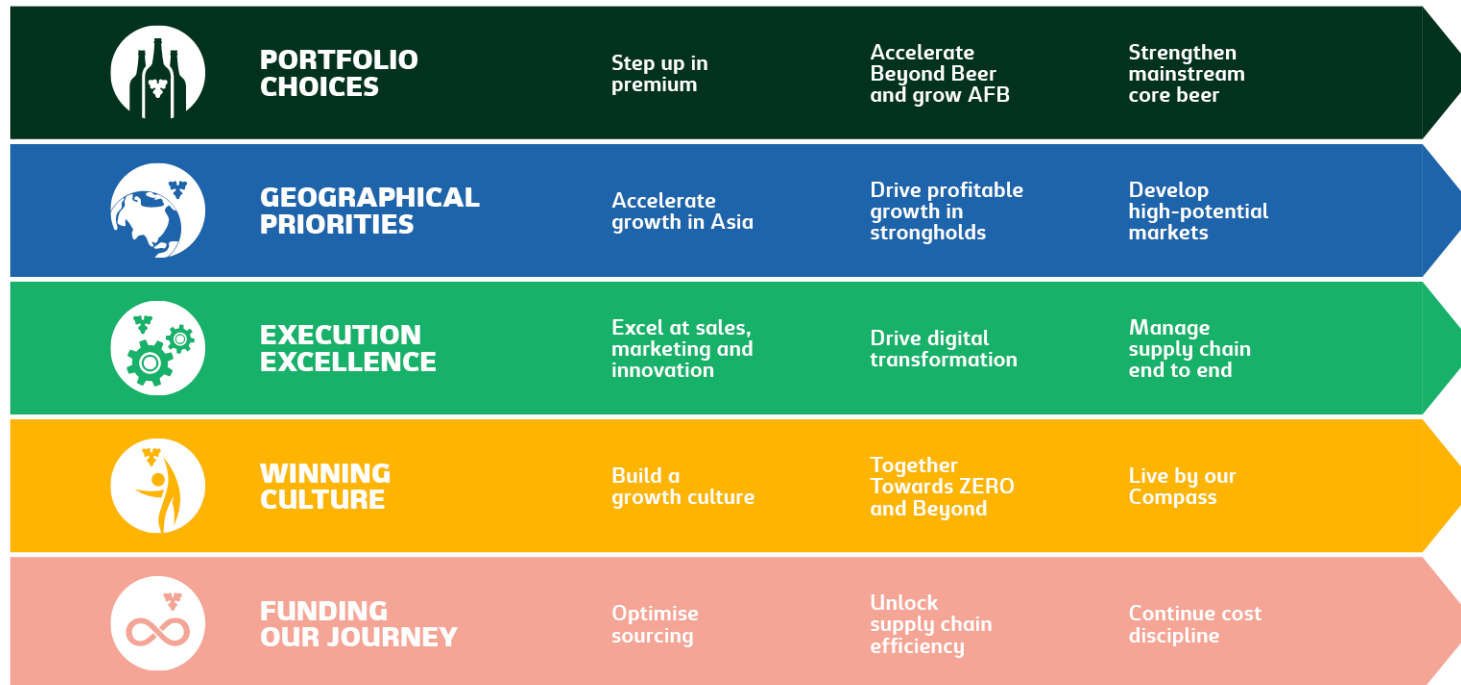 PORTFOLIO
CHOICES
Step up in
premium
Accelerate
Beyond Beer
and grow AFB
Strengthen
mainstream
core beer
GEOGRAPHICAL
PRIORITIES
Accelerate
growth in Asia
Drive profitable
growth in
strongholds
Develop
high-potential
markets
EXECUTION
EXCELLENCE
Excel at sales,
marketing and
innovation
Drive digital
transformation
Manage
supply chain
end to end
WINNING
CULTURE
Build a
growth culture
Together
Towards ZERO
and Beyond
Live by our
Compass
FUNDING
OUR JOURNEY
Optimise
sourcing
Unlock
supply chain
efficiency
Continue cost
discipline